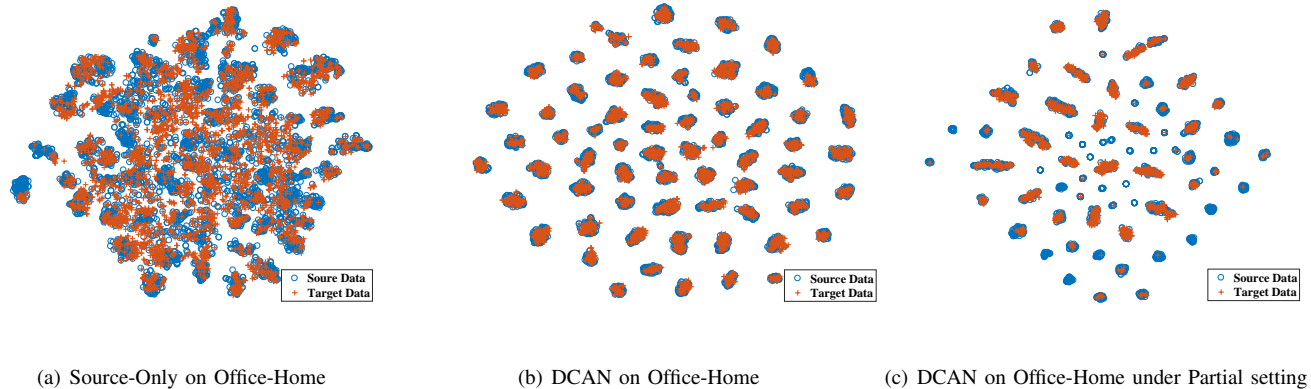 Soure Data
Target Data
Source Data
Target Data
Source Data
Target Data
(a) Source-Only on Office-Home
(b) DCAN on Office-Home
(c) DCAN on Office-Home under Partial setting